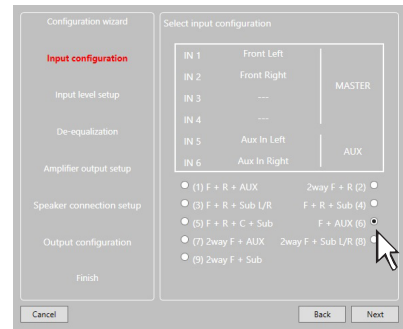 Configuration wizard
Input configuration
Input level setup
De-equalization
Amplifier output setup
Speaker connection setup
Output configuration
Finish
Select input configuration
IN 1 Front Left
IN 2 Front Right
IN 3 ---
IN 4 ---
MASTER
IN 5 Aux In Left
IN 6 Aux In Right
AUX
(1) F + R + AUX 2way F + R (2)
(3) F + R + Sub L/R F + R + Sub (4)
(5) F + R + C + Sub F + AUX (6)
(7) 2way F + AUX 2way F + Sub L/R (8)
(9) 2way F + Sub
Cancel Back Next